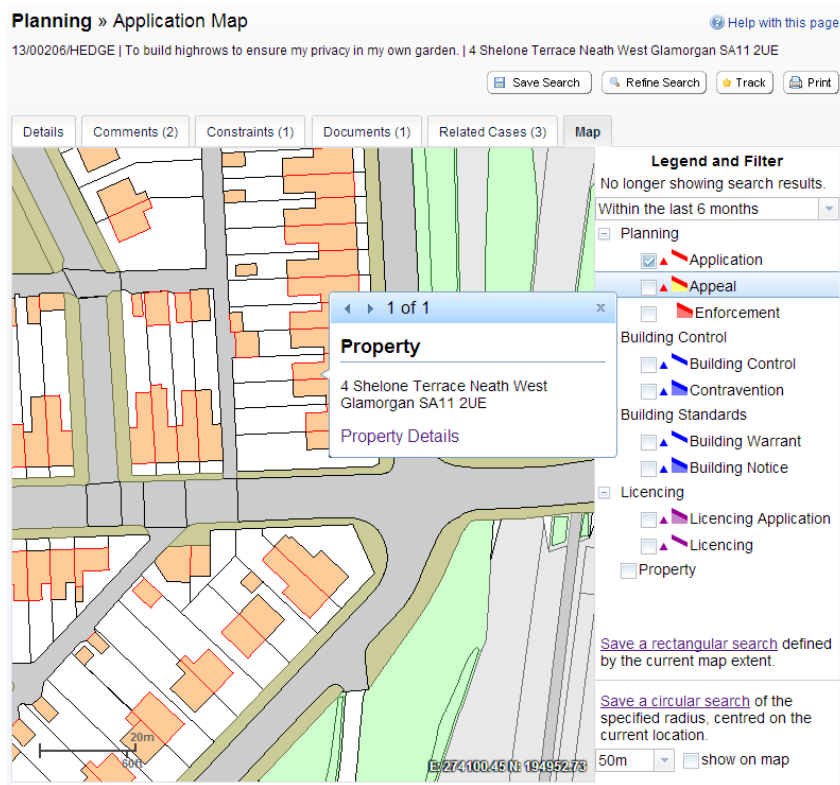 Planning » Application Map
Help with this page
13/00206/HEDGE | To build highrows to ensure my privacy in my own garden. | 4 Shelone Terrace Neath West Glamorgan SA11 2UE
Save Search
Refine Search
Track
Print
Details
Comments (2)
Constraints (1)
Documents (1)
Related Cases (3)
Map
Legend and Filter
No longer showing search results.
Within the last 6 months
Planning
Application
Appeal
Enforcement
Building Control
Building Control
Contravention
Building Standards
Building Warrant
Building Notice
Licencing
Licencing Application
Licencing
Property
Save a rectangular search defined
by the current map extent.
Save a circular search of the
specified radius, centred on the
current location.
50m
show on map
1 of 1
x
Property
4 Shelone Terrace Neath West
Glamorgan SA11 2UE
Property Details
20m
60ft
E: 274100.45 N: 194952.73